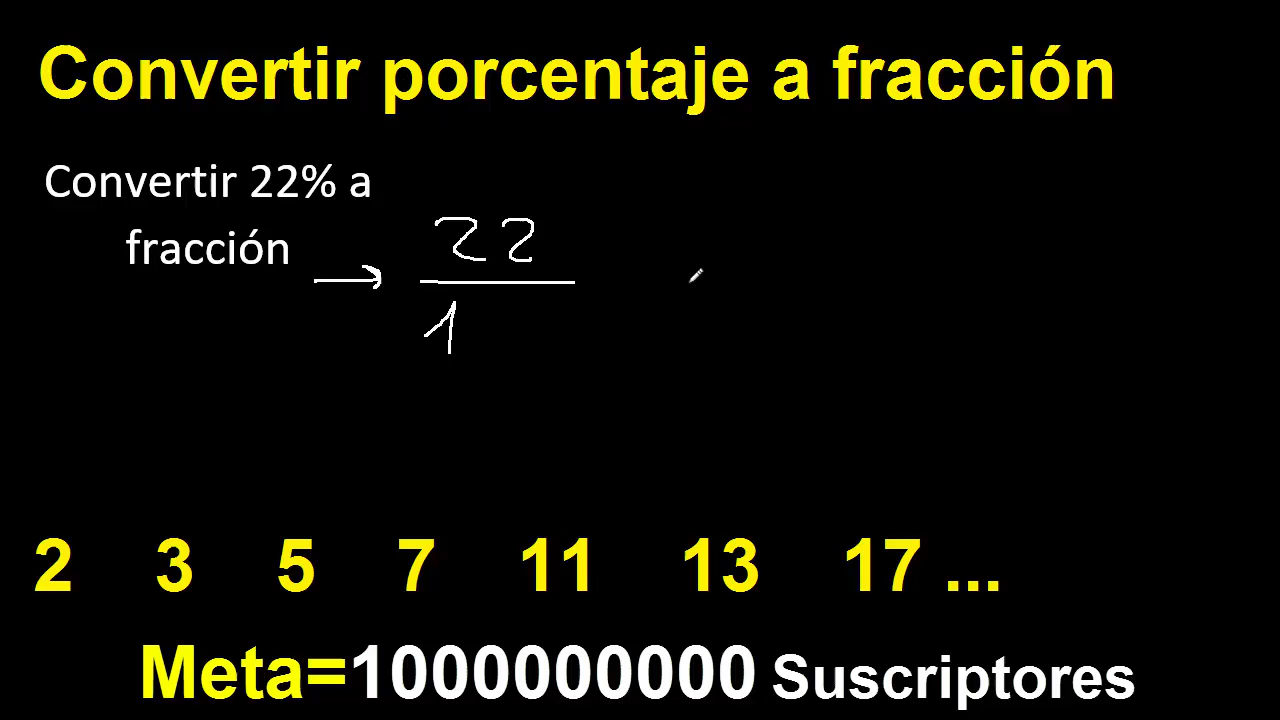 Convertir porcentaje a fracción
Convertir 22% a
fracción
→ 22
1
2 3 5 7 11 13 17 ...
Meta=1000000000 Suscriptores